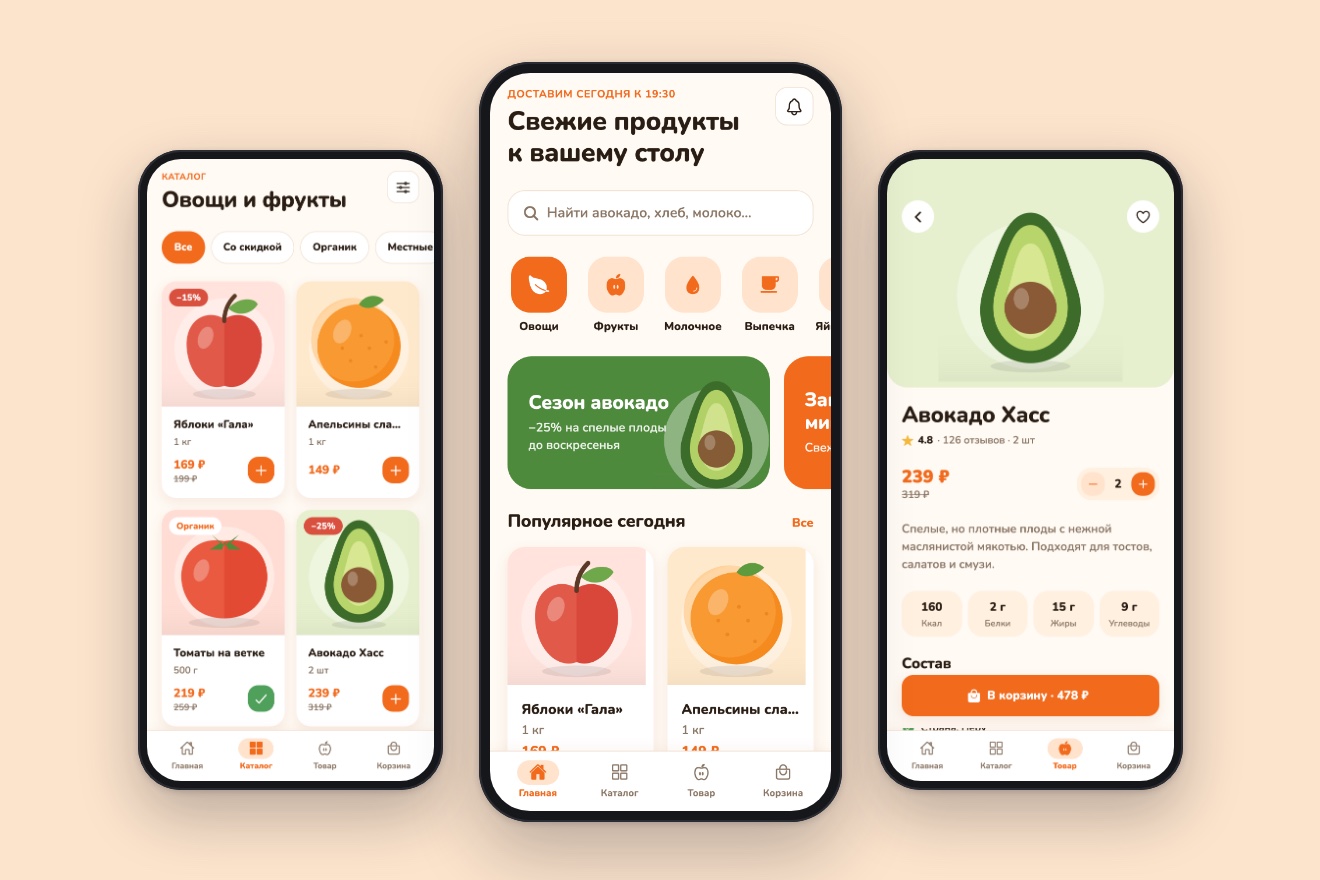 КАТАЛОГ
Овощи и фрукты
Все
Со скидкой
Органик
Местные
−15%
Яблоки «Гала»
1 кг
169 ₽
199 ₽
Апельсины сла...
1 кг
149 ₽
Органик
Томаты на ветке
500 г
219 ₽
259 ₽
−25%
Авокадо Хасс
2 шт
239 ₽
319 ₽
Главная
Каталог
Товар
Корзина
ДОСТАВИМ СЕГОДНЯ К 19:30
Свежие продукты
к вашему столу
Найти авокадо, хлеб, молоко...
Овощи
Фрукты
Молочное
Выпечка
Яй
Сезон авокадо
−25% на спелые плоды
до воскресенья
За
ми
Свеж
Популярное сегодня
Все
Яблоки «Гала»
1 кг
169 ₽
Апельсины сла...
1 кг
149 ₽
Главная
Каталог
Товар
Корзина
Авокадо Хасс
4.8 · 126 отзывов · 2 шт
239 ₽
319 ₽
2
Спелые, но плотные плоды с нежной
маслянистой мякотью. Подходят для тостов,
салатов и смузи.
160
Ккал
2 г
Белки
15 г
Жиры
9 г
Углеводы
Состав
В корзину · 478 ₽
Главная
Каталог
Товар
Корзина